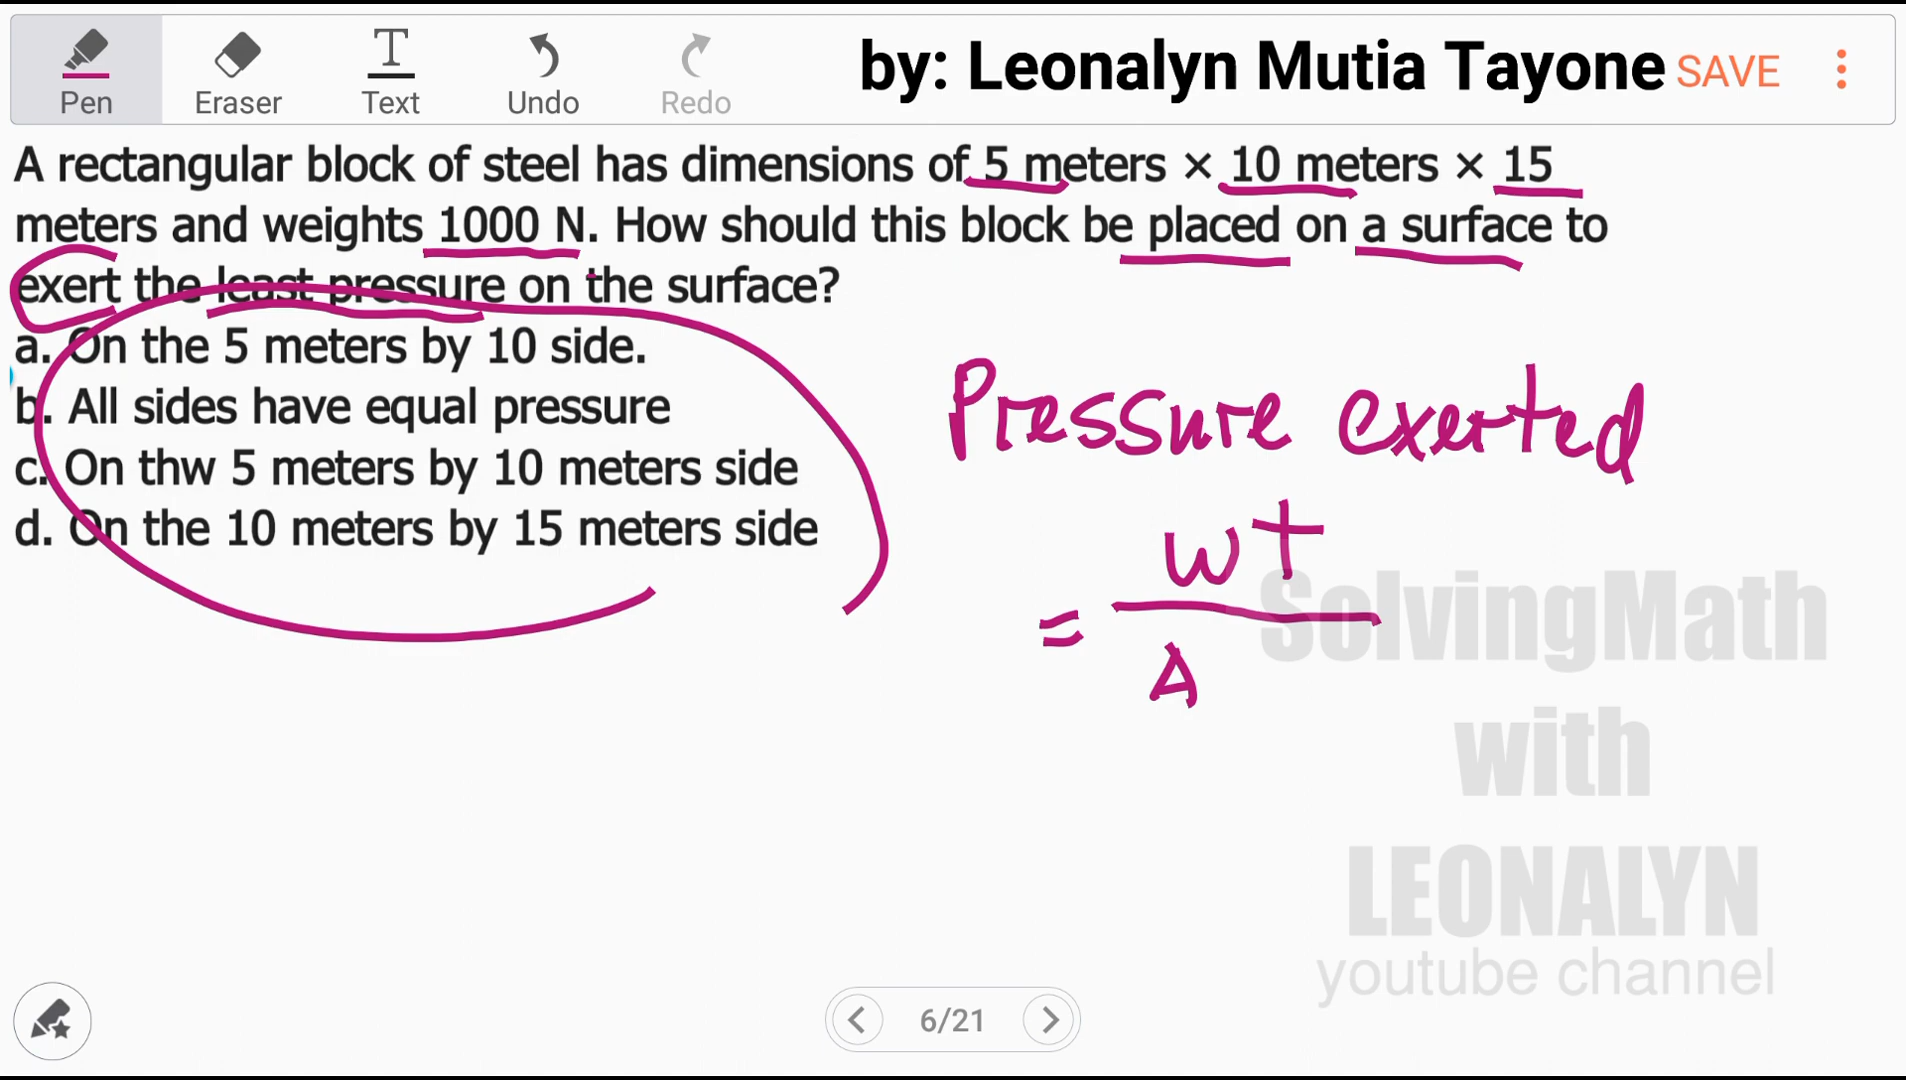 Pen
Eraser
Text
Undo
Redo
by: Leonalyn Mutia Tayone
SAVE
A rectangular block of steel has dimensions of 5 meters × 10 meters × 15
meters and weights 1000 N. How should this block be placed on a surface to
exert the least pressure on the surface?
a. On the 5 meters by 10 side.
b. All sides have equal pressure
c. On thw 5 meters by 10 meters side
d. On the 10 meters by 15 meters side
Pressure exerted
= wt
A
SolvingMath
with
LEONALYN
youtube channel
6/21